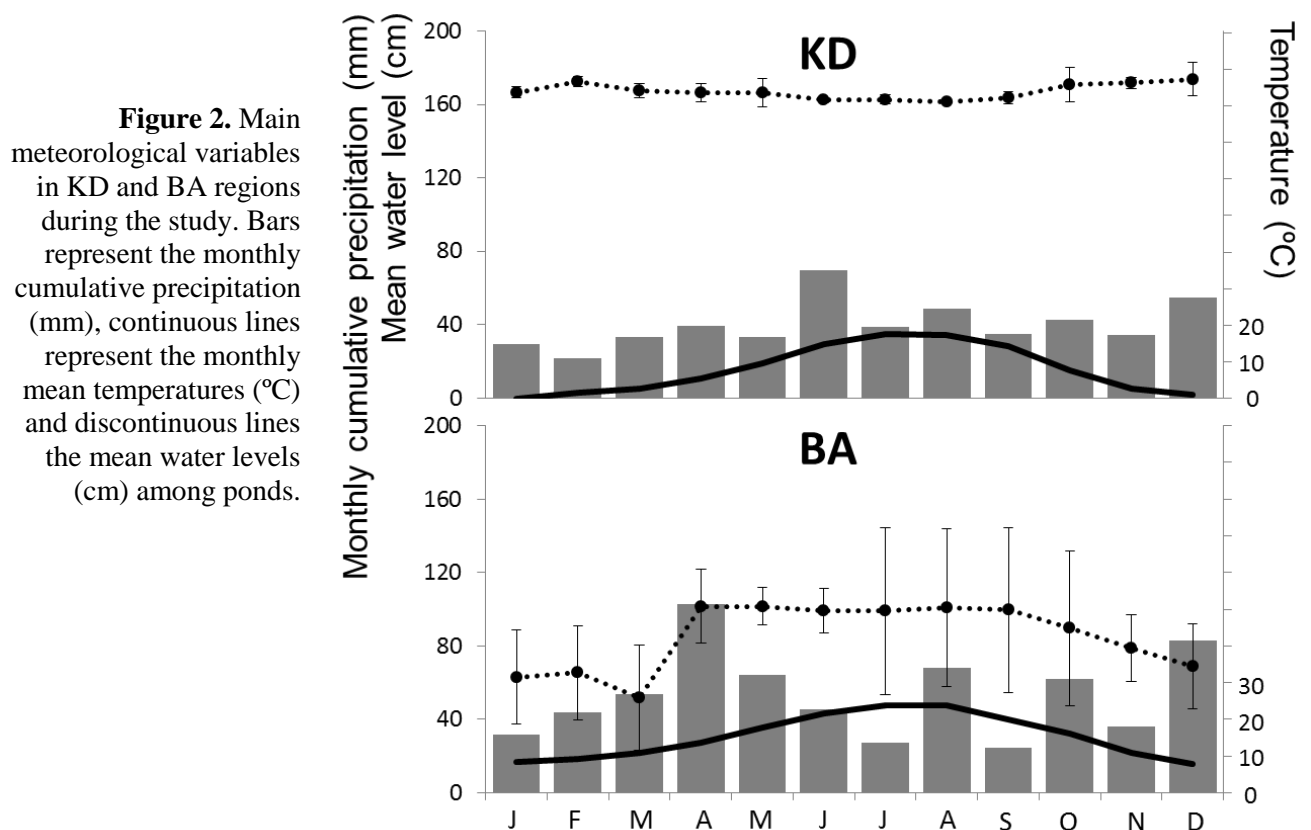 Figure 2. Main
meteorological variables
in KD and BA regions
during the study. Bars
represent the monthly
cumulative precipitation
(mm), continuous lines
represent the monthly
mean temperatures (ºC)
and discontinuous lines
the mean water levels
(cm) among ponds.
Monthly cumulative precipitation (mm)
Mean water level (cm)
Temperature (ºC)
KD
200
160
120
80
40
0
20
10
0
BA
200
160
120
80
40
0
30
20
10
0
J F M A M J J A S O N D